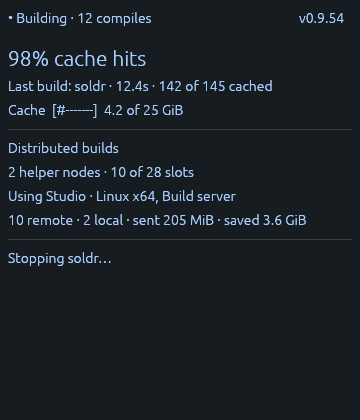 • Building · 12 compiles v0.9.54
98% cache hits
Last build: soldr · 12.4s · 142 of 145 cached
Cache [#-------] 4.2 of 25 GiB
Distributed builds
2 helper nodes · 10 of 28 slots
Using Studio · Linux x64, Build server
10 remote · 2 local · sent 205 MiB · saved 3.6 GiB
Stopping soldr…